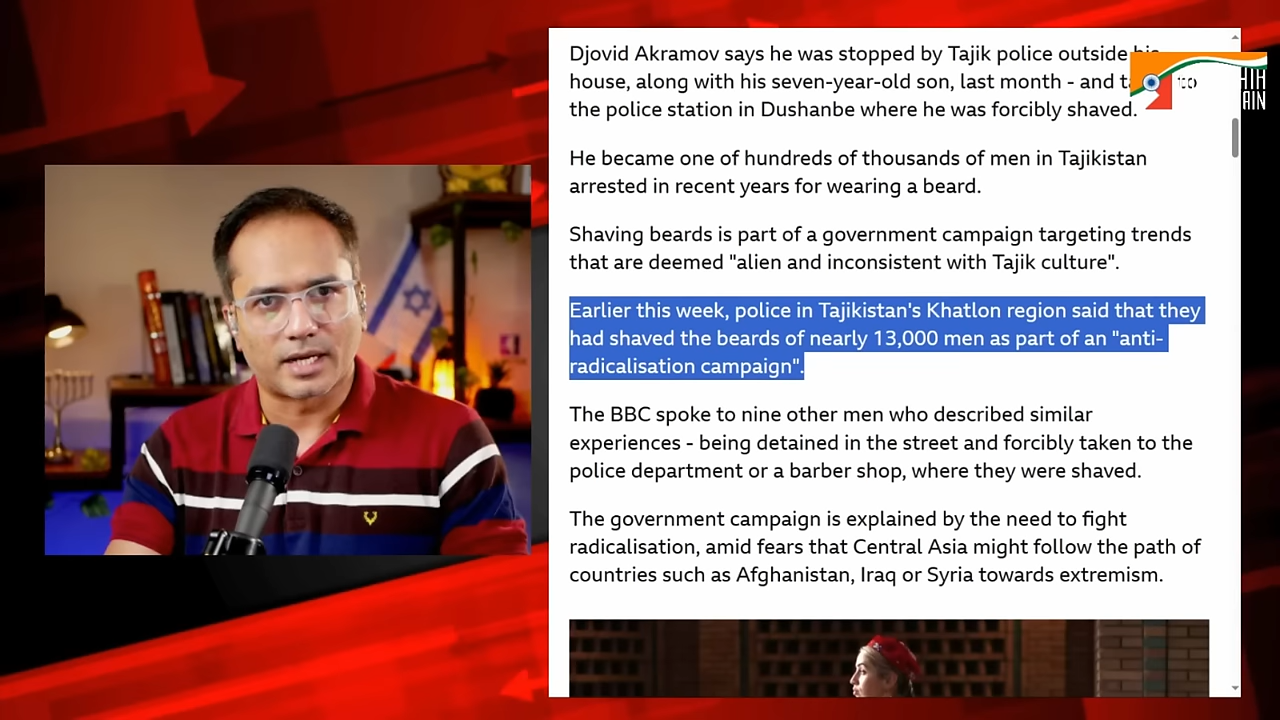 Djovid Akramov says he was stopped by Tajik police outside his
house, along with his seven-year-old son, last month - and
the police station in Dushanbe where he was forcibly shaved.
He became one of hundreds of thousands of men in Tajikistan
arrested in recent years for wearing a beard.
Shaving beards is part of a government campaign targeting trends
that are deemed "alien and inconsistent with Tajik culture".
Earlier this week, police in Tajikistan's Khatlon region said that they
had shaved the beards of nearly 13,000 men as part of an "anti-
radicalisation campaign".
The BBC spoke to nine other men who described similar
experiences - being detained in the street and forcibly taken to the
police department or a barber shop, where they were shaved.
The government campaign is explained by the need to fight
radicalisation, amid fears that Central Asia might follow the path of
countries such as Afghanistan, Iraq or Syria towards extremism.